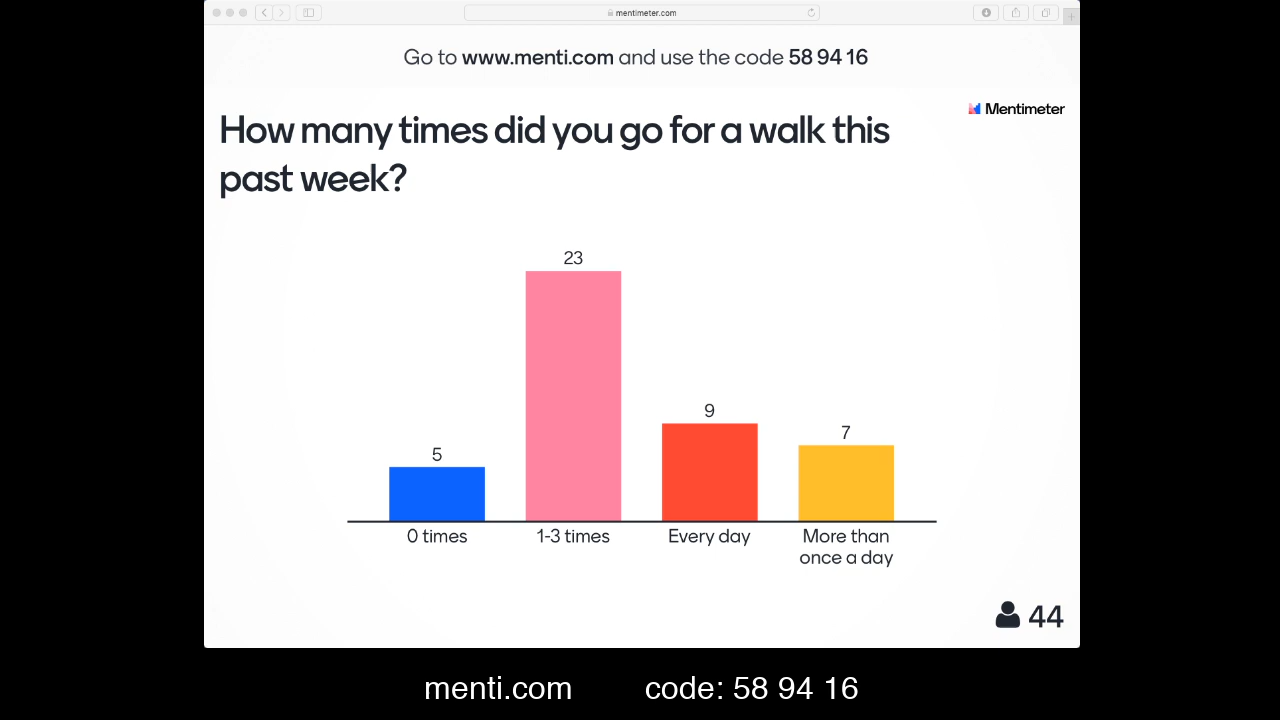 mentimeter.com
Go to www.menti.com and use the code 58 94 16
Mentimeter
How many times did you go for a walk this
past week?
23
9
7
5
0 times
1-3 times
Every day
More than
once a day
44
menti.com code: 58 94 16